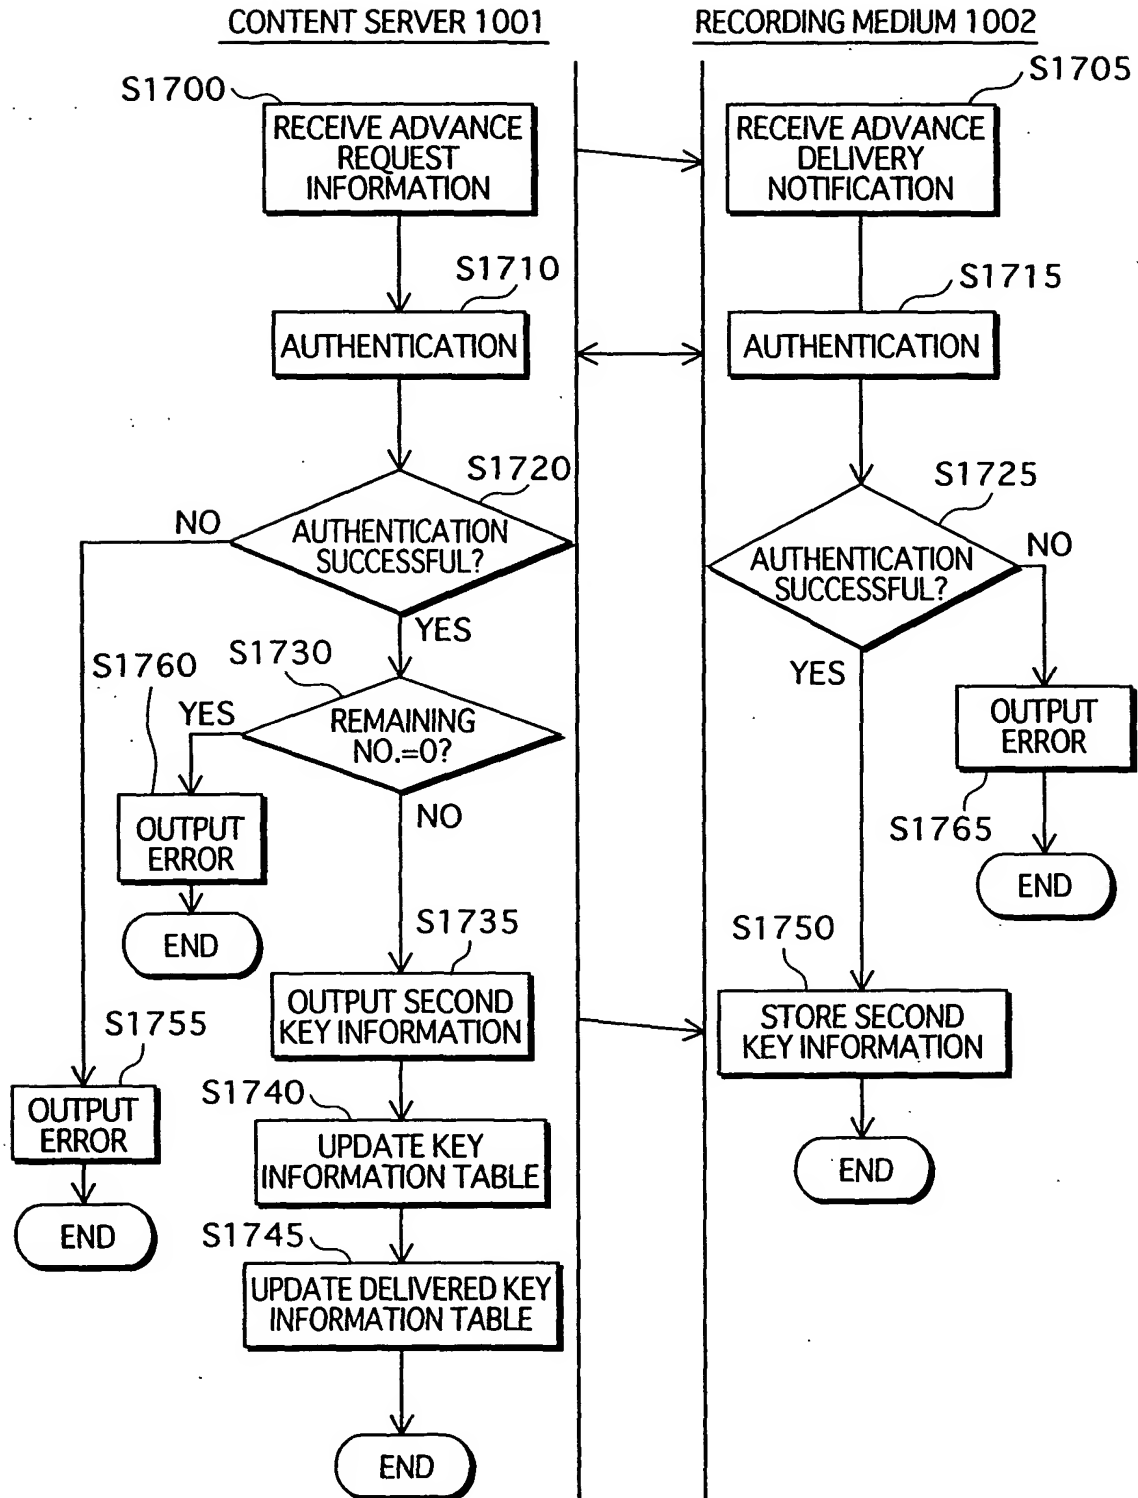 CONTENT SERVER 1001
RECORDING MEDIUM 1002
S1700
RECEIVE ADVANCE
REQUEST
INFORMATION
S1705
RECEIVE ADVANCE
DELIVERY
NOTIFICATION
S1710
AUTHENTICATION
S1715
AUTHENTICATION
S1720
NO
AUTHENTICATION
SUCCESSFUL?
YES
S1725
AUTHENTICATION
SUCCESSFUL?
NO
YES
S1730
S1760
YES
REMAINING
NO.=0?
NO
OUTPUT
ERROR
END
OUTPUT
ERROR
S1765
END
S1735
OUTPUT SECOND
KEY INFORMATION
S1750
STORE SECOND
KEY INFORMATION
END
S1755
OUTPUT
ERROR
END
S1740
UPDATE KEY
INFORMATION TABLE
S1745
UPDATE DELIVERED KEY
INFORMATION TABLE
END